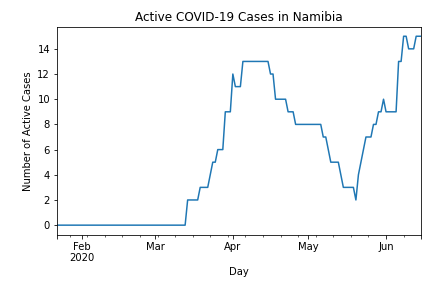 Active COVID-19 Cases in Namibia
Number of Active Cases
14
12
10
8
6
4
2
0
Feb Mar Apr May Jun
2020
Day